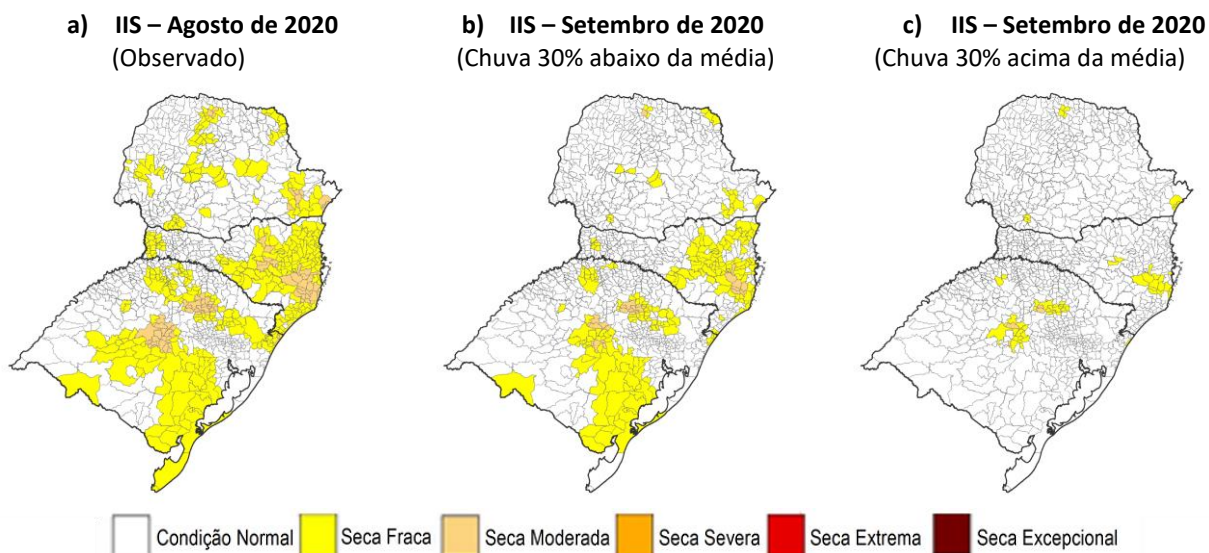 a) IIS – Agosto de 2020
(Observado)
b) IIS – Setembro de 2020
(Chuva 30% abaixo da média)
c) IIS – Setembro de 2020
(Chuva 30% acima da média)
Condição Normal
Seca Fraca
Seca Moderada
Seca Severa
Seca Extrema
Seca Excepcional